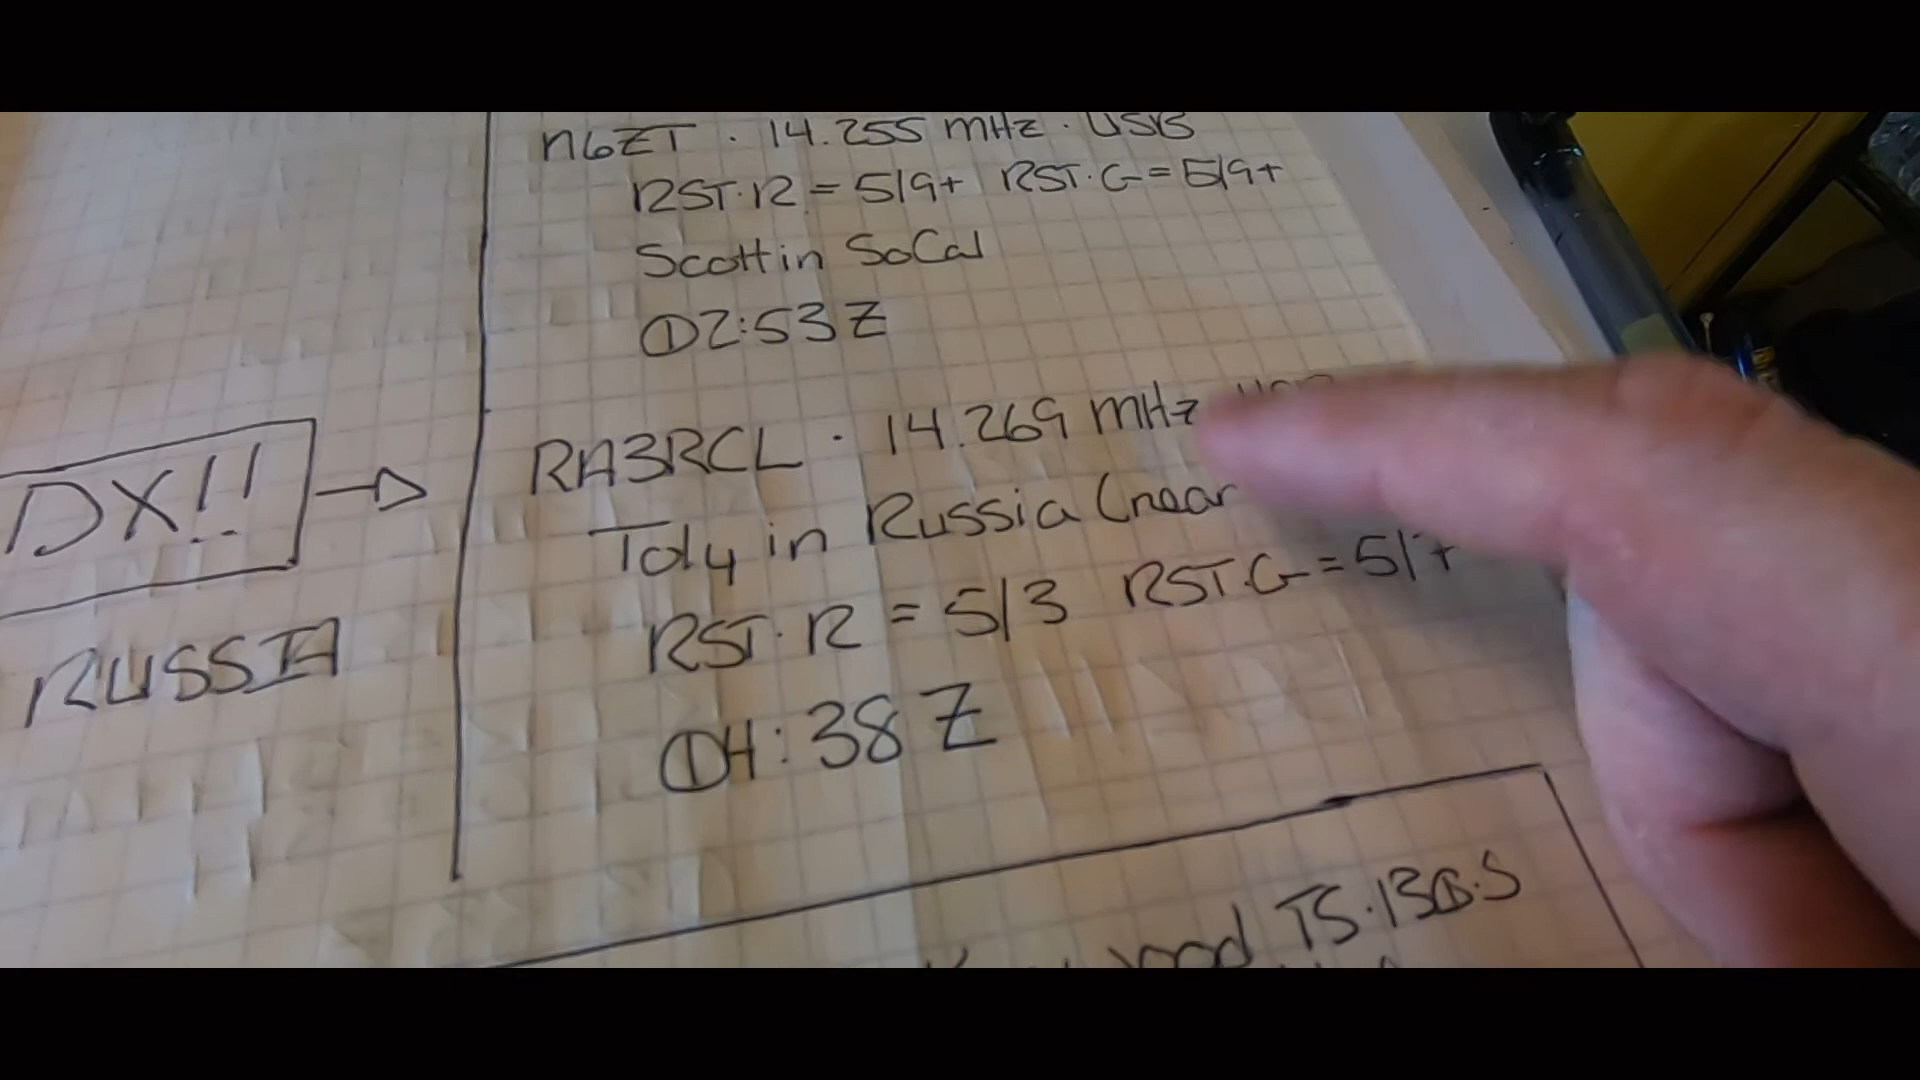 N6ZT · 14.255 MHz · USB
RST·R = 5/9+ RST·G = 5/9+
Scott in SoCal
02:53 Z
DX!!
RUSSIA
RA3RCL · 14.269 MHz
Toly in Russia (near
RST·R = 5/3 RST·G = 5/
04:38 Z
TS·130·S